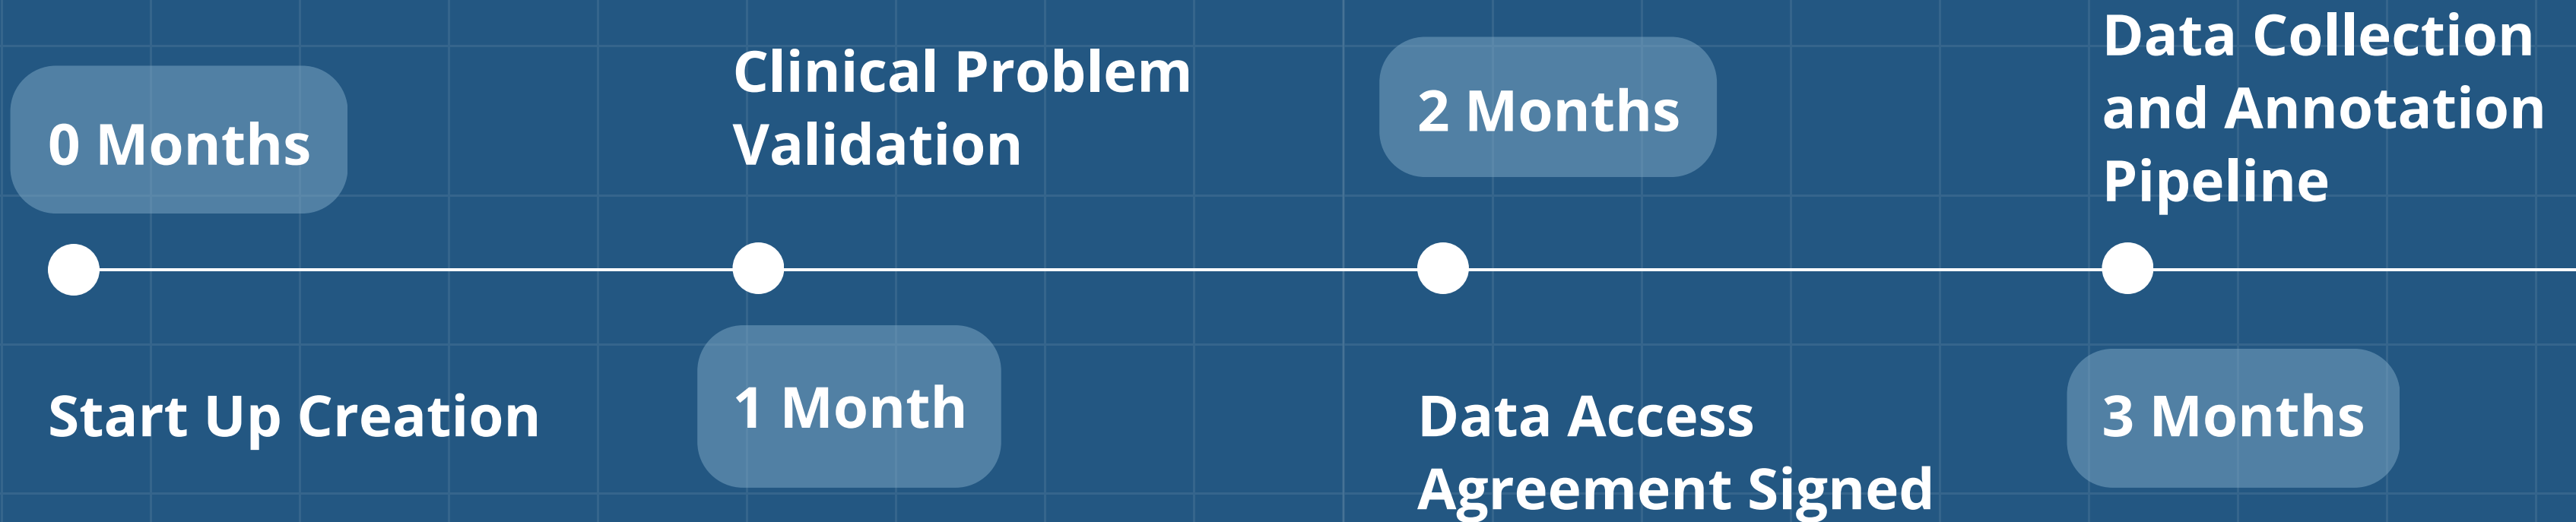 0 Months
Start Up Creation
Clinical Problem
Validation
1 Month
2 Months
Data Access
Agreement Signed
Data Collection
and Annotation
Pipeline
3 Months